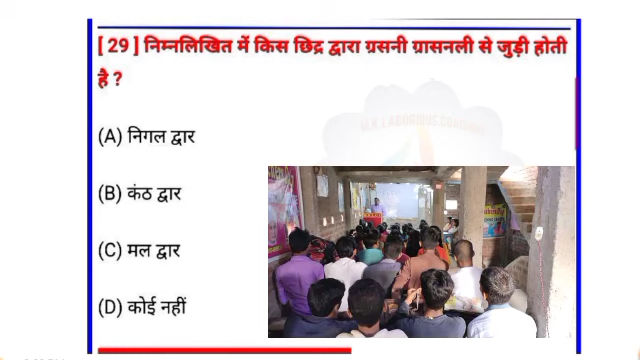 [ 29 ] निम्नलिखित में किस छिद्र द्वारा ग्रसनी ग्रासनली से जुड़ी होती
है ?
(A) निगल द्वार
(B) कंठ द्वार
(C) मल द्वार
(D) कोई नहीं